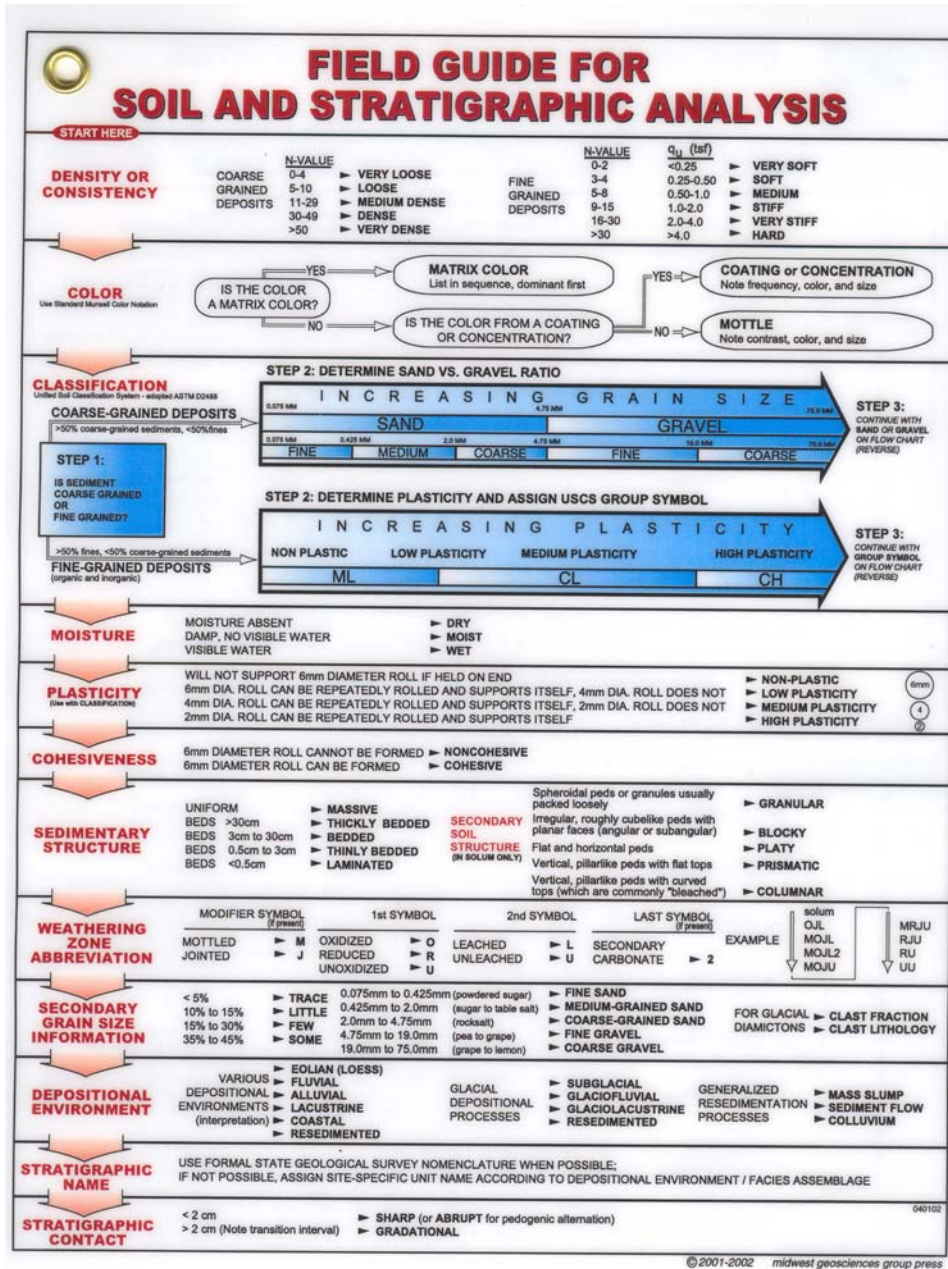 FIELD GUIDE FOR
SOIL AND STRATIGRAPHIC ANALYSIS
START HERE
DENSITY OR
CONSISTENCY
COARSE
GRAINED
DEPOSITS
N-VALUE
0-4 ► VERY LOOSE
5-10 ► LOOSE
11-29 ► MEDIUM DENSE
30-49 ► DENSE
>50 ► VERY DENSE
FINE
GRAINED
DEPOSITS
N-VALUE qu (tsf)
0-2 <0.25 ► VERY SOFT
3-4 0.25-0.50 ► SOFT
5-8 0.50-1.0 ► MEDIUM
9-15 1.0-2.0 ► STIFF
16-30 2.0-4.0 ► VERY STIFF
>30 >4.0 ► HARD
COLOR
Use Standard Munsell Color Notation
IS THE COLOR
A MATRIX COLOR?
YES
MATRIX COLOR
List in sequence, dominant first
NO
IS THE COLOR FROM A COATING
OR CONCENTRATION?
YES
COATING or CONCENTRATION
Note frequency, color, and size
NO
MOTTLE
Note contrast, color, and size
CLASSIFICATION
Unified Soil Classification System - adopted ASTM D2488
COARSE-GRAINED DEPOSITS
>50% coarse-grained sediments, <50%fines
STEP 1:
IS SEDIMENT
COARSE GRAINED
OR
FINE GRAINED?
>50% fines, <50% coarse-grained sediments
FINE-GRAINED DEPOSITS
(organic and inorganic)
STEP 2: DETERMINE SAND VS. GRAVEL RATIO
INCREASING GRAIN SIZE
0.075 MM 4.75 MM 75.0 MM
SAND GRAVEL
0.075 MM 0.425 MM 2.0 MM 4.75 MM 19.0 MM 75.0 MM
FINE MEDIUM COARSE FINE COARSE
STEP 3:
CONTINUE WITH
SAND OR GRAVEL
ON FLOW CHART
(REVERSE)
STEP 2: DETERMINE PLASTICITY AND ASSIGN USCS GROUP SYMBOL
INCREASING PLASTICITY
NON PLASTIC LOW PLASTICITY MEDIUM PLASTICITY HIGH PLASTICITY
ML CL CH
STEP 3:
CONTINUE WITH
GROUP SYMBOL
ON FLOW CHART
(REVERSE)
MOISTURE
MOISTURE ABSENT ► DRY
DAMP, NO VISIBLE WATER ► MOIST
VISIBLE WATER ► WET
PLASTICITY
(Use with CLASSIFICATION)
WILL NOT SUPPORT 6mm DIAMETER ROLL IF HELD ON END ► NON-PLASTIC
6mm DIA. ROLL CAN BE REPEATEDLY ROLLED AND SUPPORTS ITSELF, 4mm DIA. ROLL DOES NOT ► LOW PLASTICITY
4mm DIA. ROLL CAN BE REPEATEDLY ROLLED AND SUPPORTS ITSELF, 2mm DIA. ROLL DOES NOT ► MEDIUM PLASTICITY
2mm DIA. ROLL CAN BE REPEATEDLY ROLLED AND SUPPORTS ITSELF ► HIGH PLASTICITY
6mm
4
2
COHESIVENESS
6mm DIAMETER ROLL CANNOT BE FORMED ► NONCOHESIVE
6mm DIAMETER ROLL CAN BE FORMED ► COHESIVE
SEDIMENTARY
STRUCTURE
UNIFORM ► MASSIVE
BEDS >30cm ► THICKLY BEDDED
BEDS 3cm to 30cm ► BEDDED
BEDS 0.5cm to 3cm ► THINLY BEDDED
BEDS <0.5cm ► LAMINATED
SECONDARY
SOIL
STRUCTURE
(IN SOLUM ONLY)
Spheroidal peds or granules usually
packed loosely ► GRANULAR
Irregular, roughly cubelike peds with
planar faces (angular or subangular) ► BLOCKY
Flat and horizontal peds ► PLATY
Vertical, pillarlike peds with flat tops ► PRISMATIC
Vertical, pillarlike peds with curved
tops (which are commonly "bleached") ► COLUMNAR
WEATHERING
ZONE
ABBREVIATION
MODIFIER SYMBOL
(if present)
MOTTLED ► M
JOINTED ► J
1st SYMBOL
OXIDIZED ► O
REDUCED ► R
UNOXIDIZED ► U
2nd SYMBOL
LEACHED ► L
UNLEACHED ► U
LAST SYMBOL
(if present)
SECONDARY
CARBONATE ► 2
EXAMPLE
solum
OJL
MOJL
MOJL2
MOJU
MRJU
RJU
RU
UU
SECONDARY
GRAIN SIZE
INFORMATION
< 5% ► TRACE
10% to 15% ► LITTLE
15% to 30% ► FEW
35% to 45% ► SOME
0.075mm to 0.425mm (powdered sugar) ► FINE SAND
0.425mm to 2.0mm (sugar to table salt) ► MEDIUM-GRAINED SAND
2.0mm to 4.75mm (rocksalt) ► COARSE-GRAINED SAND
4.75mm to 19.0mm (pea to grape) ► FINE GRAVEL
19.0mm to 75.0mm (grape to lemon) ► COARSE GRAVEL
FOR GLACIAL ► CLAST FRACTION
DIAMICTONS ► CLAST LITHOLOGY
DEPOSITIONAL
ENVIRONMENT
VARIOUS
DEPOSITIONAL
ENVIRONMENTS
(interpretation)
► EOLIAN (LOESS)
► FLUVIAL
► ALLUVIAL
► LACUSTRINE
► COASTAL
► RESEDIMENTED
GLACIAL
DEPOSITIONAL
PROCESSES
► SUBGLACIAL
► GLACIOFLUVIAL
► GLACIOLACUSTRINE
► RESEDIMENTED
GENERALIZED
RESEDIMENTATION
PROCESSES
► MASS SLUMP
► SEDIMENT FLOW
► COLLUVIUM
STRATIGRAPHIC
NAME
USE FORMAL STATE GEOLOGICAL SURVEY NOMENCLATURE WHEN POSSIBLE;
IF NOT POSSIBLE, ASSIGN SITE-SPECIFIC UNIT NAME ACCORDING TO DEPOSITIONAL ENVIRONMENT / FACIES ASSEMBLAGE
STRATIGRAPHIC
CONTACT
< 2 cm ► SHARP (or ABRUPT for pedogenic alternation)
> 2 cm (Note transition interval) ► GRADATIONAL
040102
©2001-2002 midwest geosciences group press